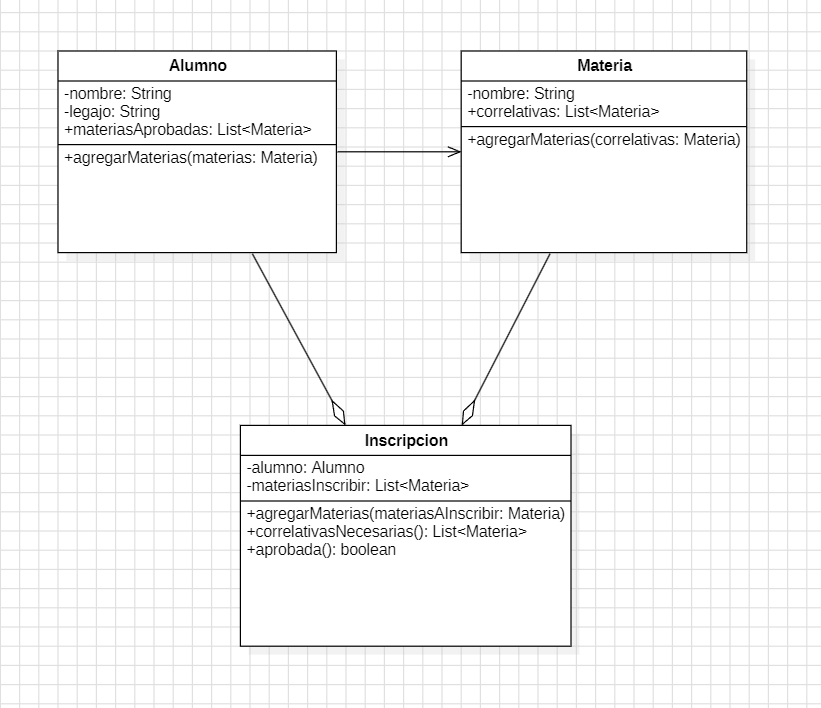 Alumno
-nombre: String
-legajo: String
+materiasAprobadas: List<Materia>
+agregarMaterias(materias: Materia)
Materia
-nombre: String
+correlativas: List<Materia>
+agregarMaterias(correlativas: Materia)
Inscripcion
-alumno: Alumno
-materiasInscribir: List<Materia>
+agregarMaterias(materiasAInscribir: Materia)
+correlativasNecesarias(): List<Materia>
+aprobada(): boolean